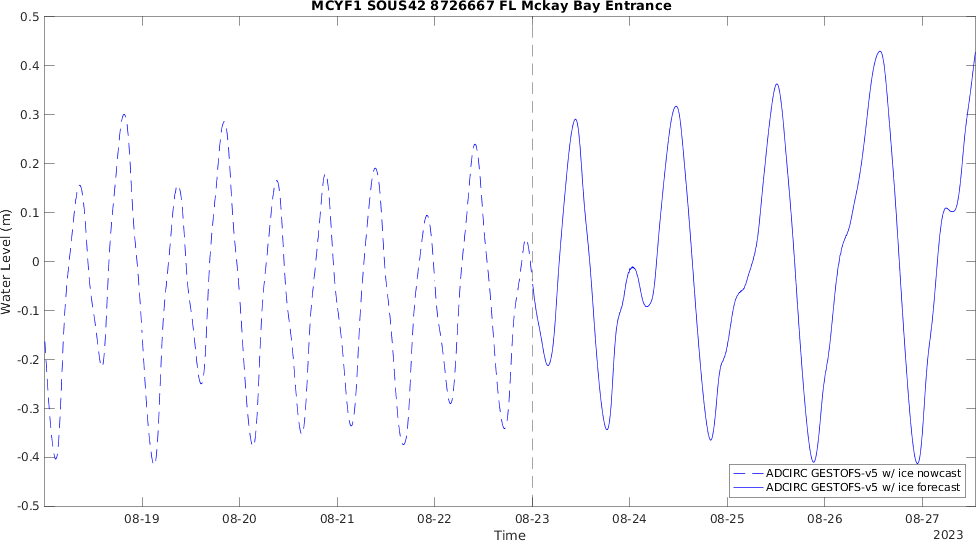 MCYF1 SOUS42 8726667 FL Mckay Bay Entrance
0.5
0.4
0.3
0.2
0.1
0
-0.1
-0.2
-0.3
-0.4
-0.5
Water Level (m)
ADCIRC GESTOFS-v5 w/ ice nowcast
ADCIRC GESTOFS-v5 w/ ice forecast
08-19 08-20 08-21 08-22 08-23 08-24 08-25 08-26 08-27
Time
2023